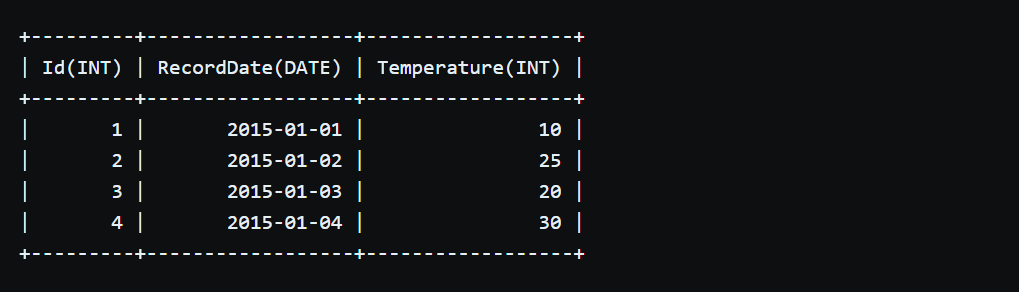 +---------+------------------+------------------+
| Id(INT) | RecordDate(DATE) | Temperature(INT) |
+---------+------------------+------------------+
|       1 |       2015-01-01 |               10 |
|       2 |       2015-01-02 |               25 |
|       3 |       2015-01-03 |               20 |
|       4 |       2015-01-04 |               30 |
+---------+------------------+------------------+